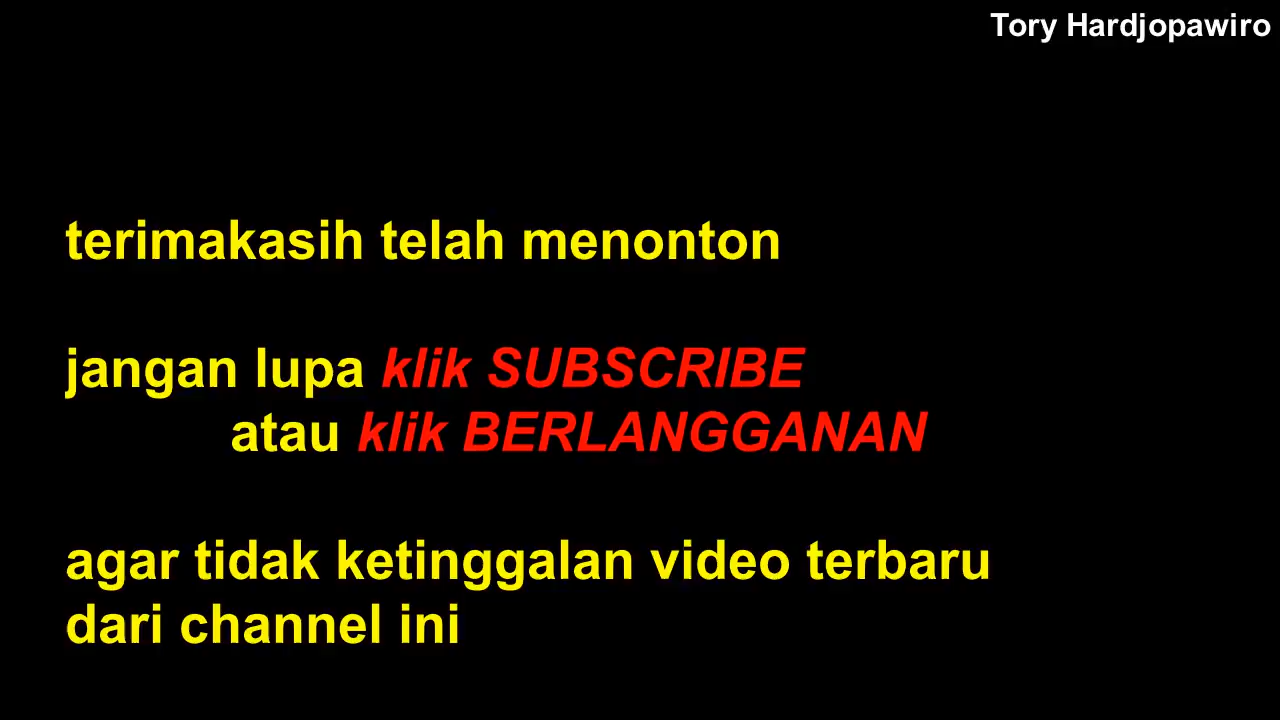 Tory Hardjopawiro
terimakasih telah menonton
jangan lupa klik SUBSCRIBE
atau klik BERLANGGANAN
agar tidak ketinggalan video terbaru
dari channel ini